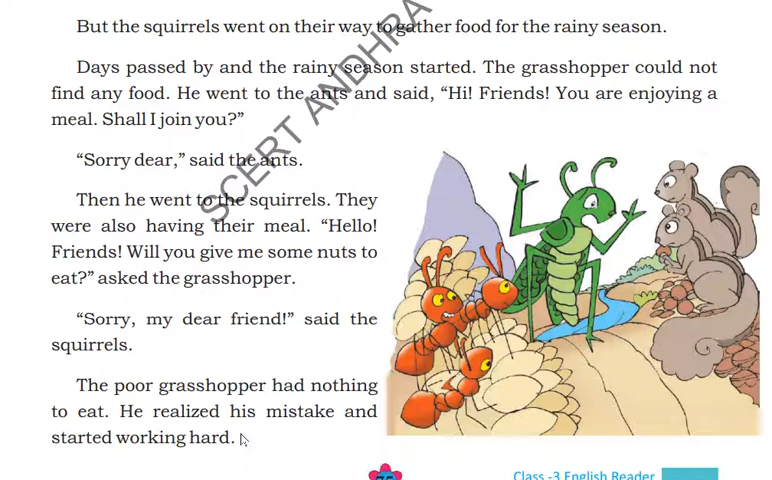 But the squirrels went on their way to gather food for the rainy season.
Days passed by and the rainy season started. The grasshopper could not
find any food. He went to the ants and said, “Hi! Friends! You are enjoying a
meal. Shall I join you?”
“Sorry dear,” said the ants.
Then he went to the squirrels. They
were also having their meal. “Hello!
Friends! Will you give me some nuts to
eat?” asked the grasshopper.
“Sorry, my dear friend!” said the
squirrels.
The poor grasshopper had nothing
to eat. He realized his mistake and
started working hard.
SCERT ANDHRA
75
Class -3 English Reader